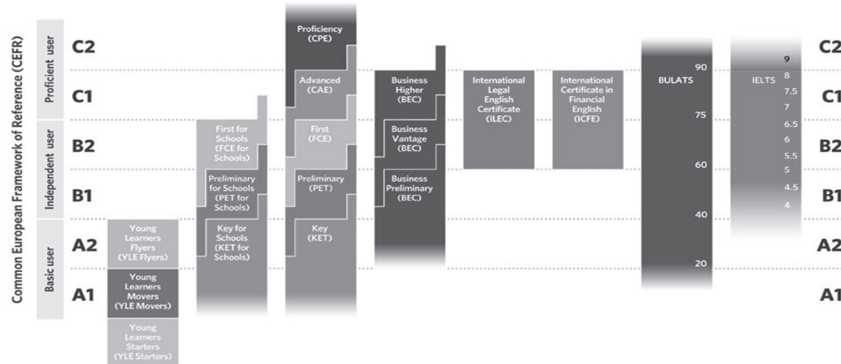 Common European Framework of Reference (CEFR)
Proficient user
Independent user
Basic user
C2
C1
B2
B1
A2
A1
Young
Learners
Flyers
(YLE Flyers)
Young
Learners
Movers
(YLE Movers)
Young
Learners
Starters
(YLE Starters)
First for
Schools
(FCE for
Schools)
Preliminary
for Schools
(PET for
Schools)
Key for
Schools
(KET for
Schools)
Proficiency
(CPE)
Advanced
(CAE)
First
(FCE)
Preliminary
(PET)
Key
(KET)
Business
Higher
(BEC)
Business
Vantage
(BEC)
Business
Preliminary
(BEC)
International
Legal
English
Certificate
(ILEC)
International
Certificate in
Financial
English
(ICFE)
90
BULATS
75
60
40
20
IELTS
9
8
7.5
7
6.5
6
5.5
5
4.5
4
C2
C1
B2
B1
A2
A1